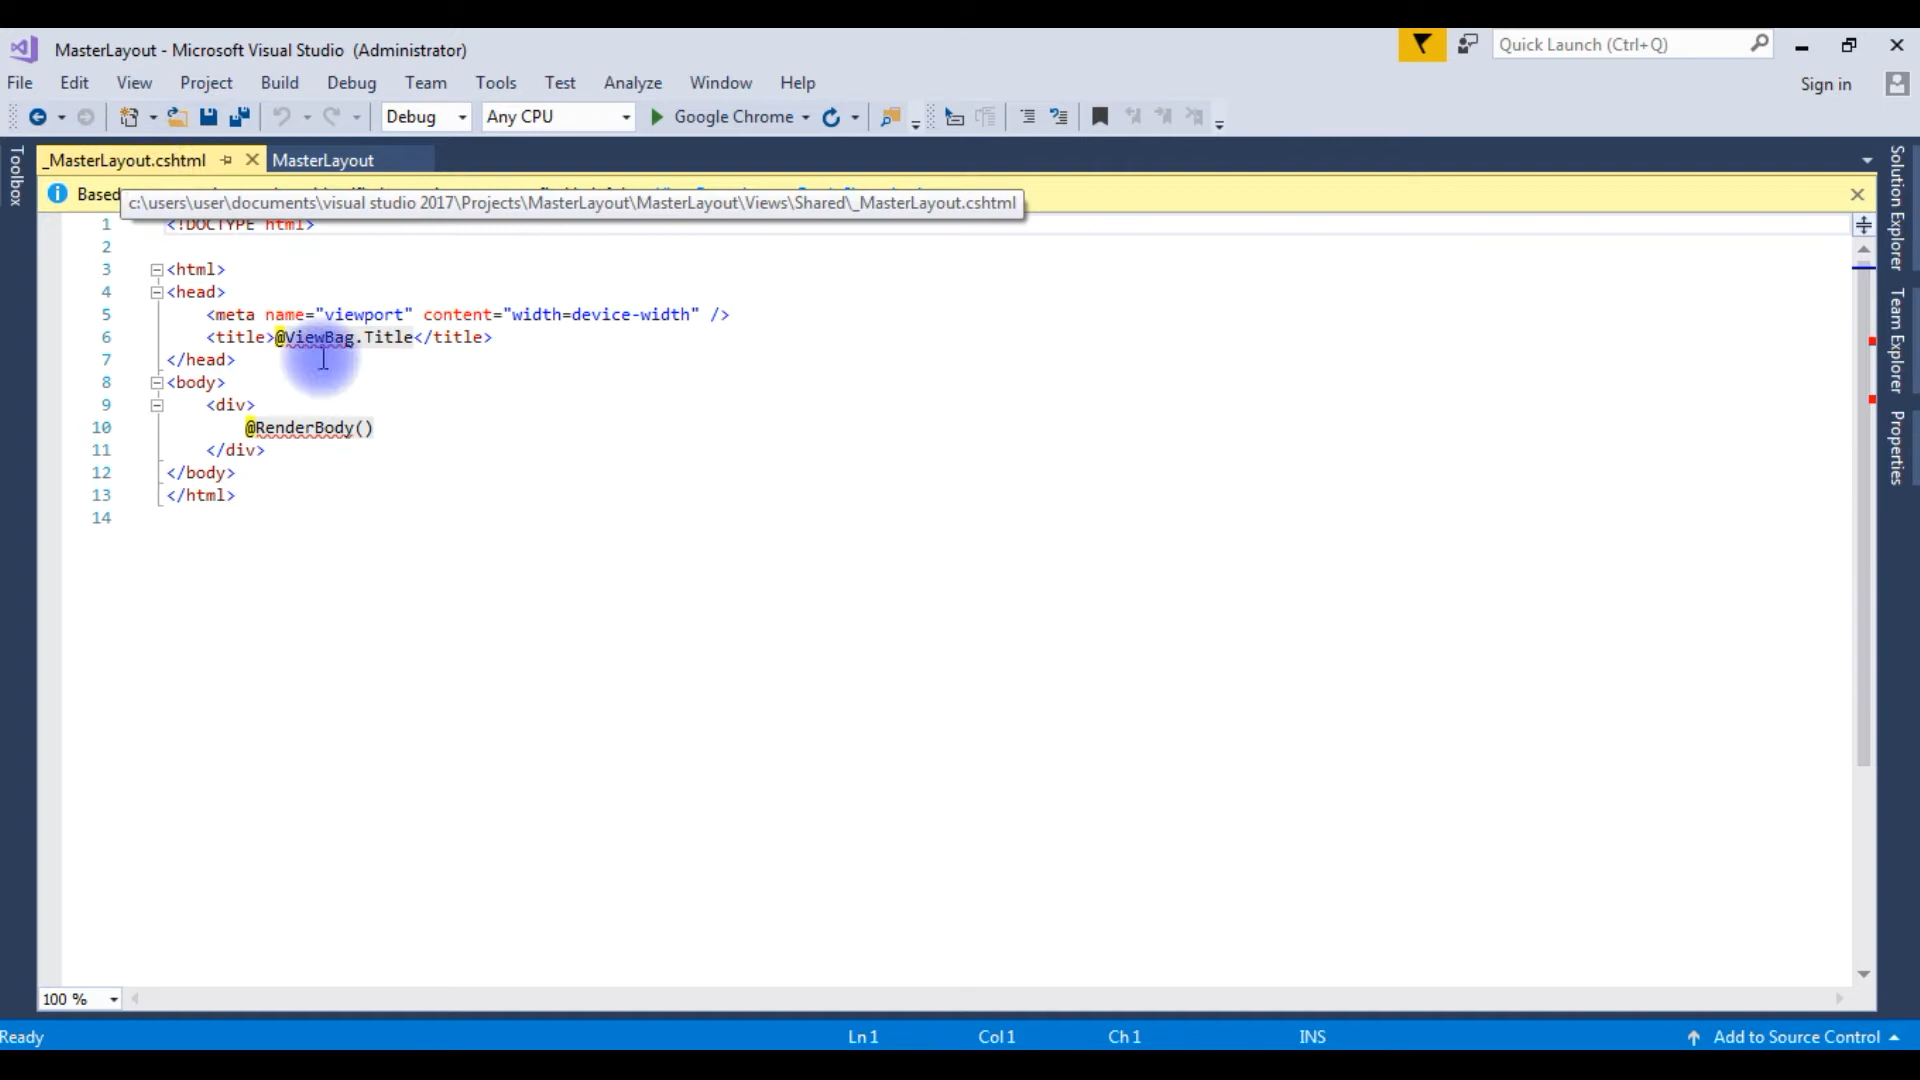 MasterLayout - Microsoft Visual Studio (Administrator)
Quick Launch (Ctrl+Q)
File Edit View Project Build Debug Team Tools Test Analyze Window Help
Sign in
Debug Any CPU Google Chrome
Toolbox
_MasterLayout.cshtml MasterLayout
Based
c:\users\user\documents\visual studio 2017\Projects\MasterLayout\MasterLayout\Views\Shared\_MasterLayout.cshtml
1 <!DOCTYPE html>
2
3 <html>
4 <head>
5 <meta name="viewport" content="width=device-width" />
6 <title>@ViewBag.Title</title>
7 </head>
8 <body>
9 <div>
10 @RenderBody()
11 </div>
12 </body>
13 </html>
14
Solution Explorer
Team Explorer
Properties
100 %
Ready Ln 1 Col 1 Ch 1 INS Add to Source Control